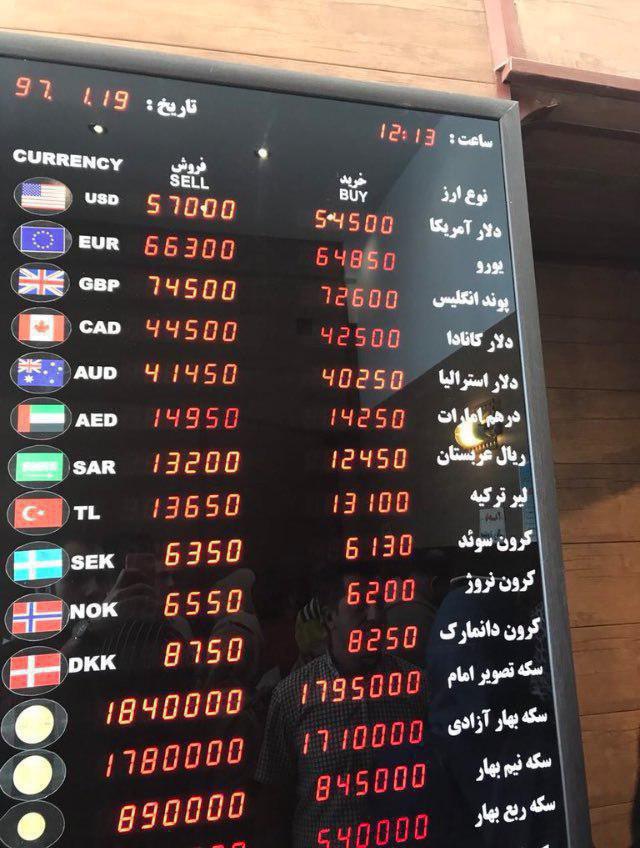 97. 1.19 تاریخ : 12:13 ساعت :
CURRENCY فروش SELL خرید BUY نوع ارز
USD 57000 54500 دلار آمریکا
EUR 66300 64850 یورو
GBP 74500 72600 پوند انگلیس
CAD 44500 42500 دلار کانادا
AUD 41450 40250 دلار استرالیا
AED 14950 14250 درهم امارات
SAR 13200 12450 ریال عربستان
TL 13650 13100 لیر ترکیه
SEK 6350 6130 کرون سوئد
NOK 6550 6200 کرون نروژ
DKK 8750 8250 کرون دانمارک
1840000 1795000 سکه تصویر امام
1780000 1710000 سکه بهار آزادی
890000 845000 سکه نیم بهار
540000 سکه ربع بهار